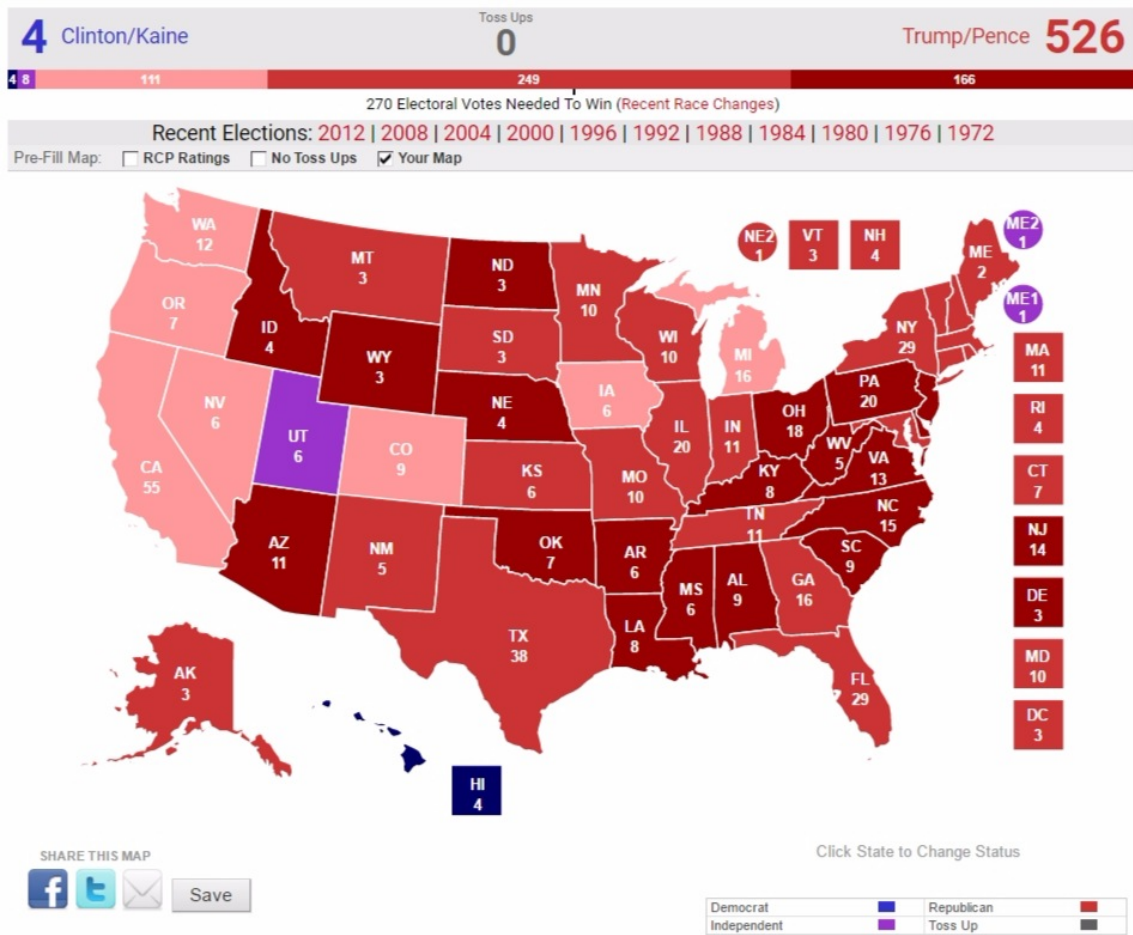 4 Clinton/Kaine
Toss Ups
0
Trump/Pence 526
4 8 111 249 166
270 Electoral Votes Needed To Win (Recent Race Changes)
Recent Elections: 2012 | 2008 | 2004 | 2000 | 1996 | 1992 | 1988 | 1984 | 1980 | 1976 | 1972
Pre-Fill Map: RCP Ratings No Toss Ups Your Map
WA
12
OR
7
CA
55
NV
6
ID
4
MT
3
WY
3
UT
6
CO
9
AZ
11
NM
5
ND
3
SD
3
NE
4
KS
6
OK
7
TX
38
MN
10
IA
6
MO
10
AR
6
LA
8
WI
10
IL
20
MI
16
IN
11
OH
18
KY
8
TN
11
MS
6
AL
9
GA
16
FL
29
SC
9
NC
15
VA
13
WV
5
PA
20
NY
29
ME
2
NE2
1
VT
3
NH
4
ME2
1
ME1
1
MA
11
RI
4
CT
7
NJ
14
DE
3
MD
10
DC
3
AK
3
HI
4
SHARE THIS MAP
Save
Click State to Change Status
Democrat Republican
Independent Toss Up